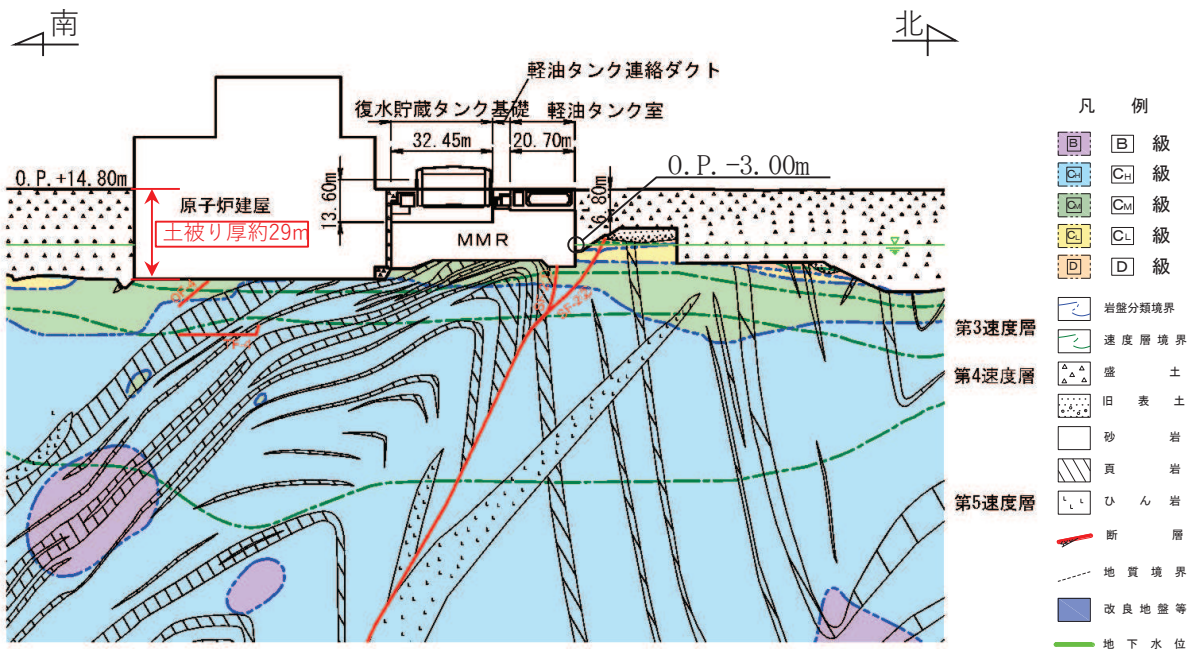 南
北
軽油タンク連絡ダクト
復水貯蔵タンク基礎 軽油タンク室
32.45m
20.70m
O.P.-3.00m
O.P.+14.80m
13.60m
6.80m
原子炉建屋
土被り厚約29m
MMR
第3速度層
第4速度層
第5速度層
凡 例
B B 級
CH CH 級
CM CM 級
CL CL 級
D D 級
岩盤分類境界
速度層境界
盛 土
旧 表 土
砂 岩
頁 岩
ひ ん 岩
断 層
地 質 境 界
改 良 地 盤 等
地 下 水 位